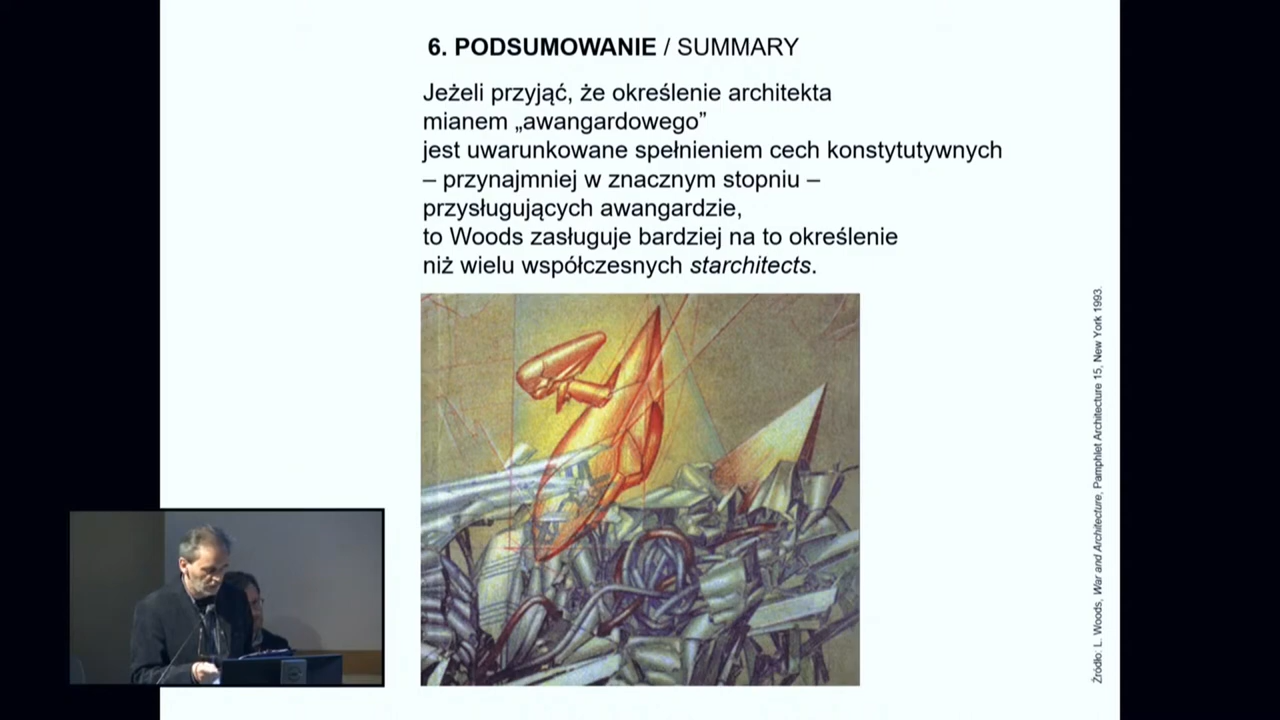 6. PODSUMOWANIE / SUMMARY
Jeżeli przyjąć, że określenie architekta
mianem „awangardowego”
jest uwarunkowane spełnieniem cech konstytutywnych
– przynajmniej w znacznym stopniu –
przysługujących awangardzie,
to Woods zasługuje bardziej na to określenie
niż wielu współczesnych starchitects.
Źródło: L. Woods, War and Architecture, Pamphlet Architecture 15, New York 1993.